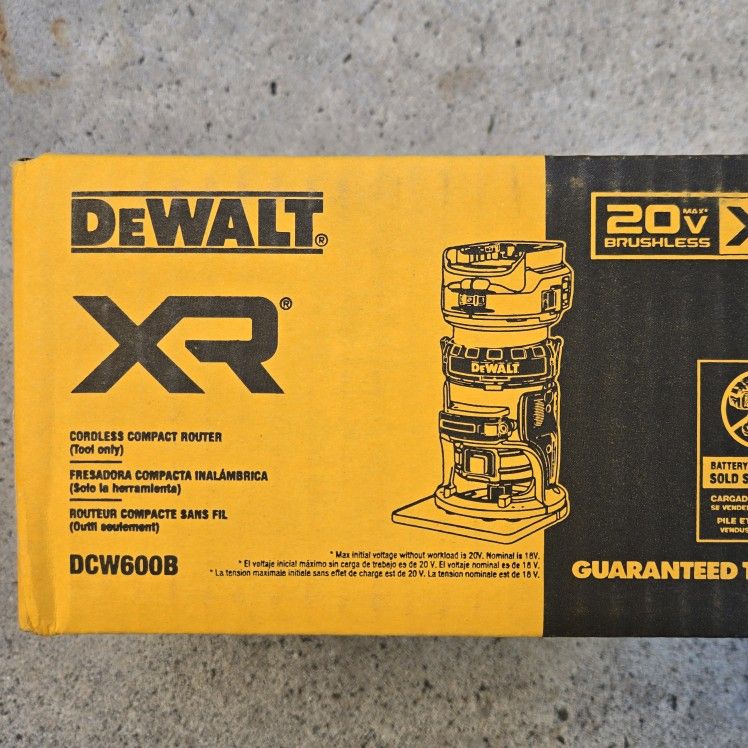 DEWALT®
XR®
CORDLESS COMPACT ROUTER
(Tool only)
FRESADORA COMPACTA INALÁMBRICA
(Solo la herramienta)
ROUTEUR COMPACTE SANS FIL
(Outil seulement)
DCW600B
* Max initial voltage without workload is 20V. Nominal is 18V.
* El voltaje inicial máximo sin carga de trabajo es de 20 V. El voltaje nominal es de 18 V.
* La tension maximale initiale sans effet de charge est de 20 V. La tension nominale est de 18 V.
DEWALT
20V MAX* X
BRUSHLESS
BATTERY
SOLD S
CARGAD
SE VENDE
PILE E
VENDUS
GUARANTEED T